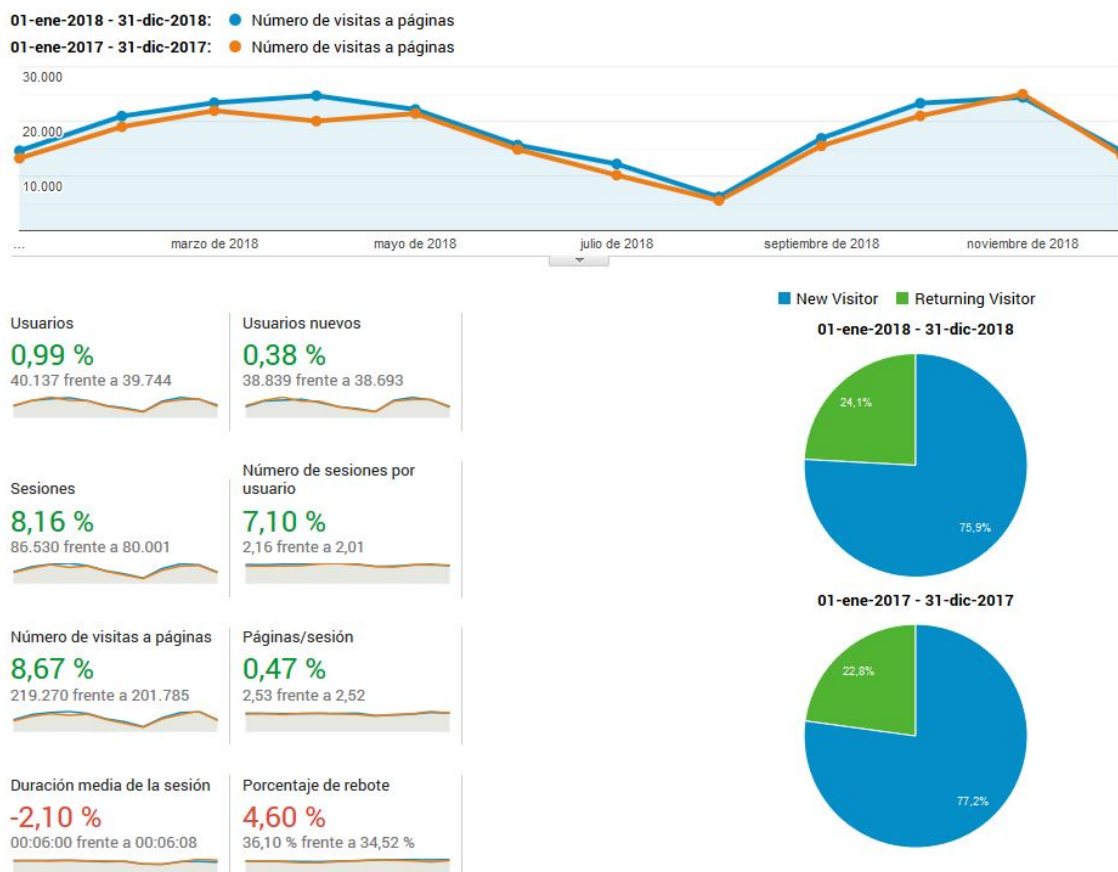 01-ene-2018 - 31-dic-2018: Número de visitas a páginas
01-ene-2017 - 31-dic-2017: Número de visitas a páginas
30.000
20.000
10.000
...
marzo de 2018
mayo de 2018
julio de 2018
septiembre de 2018
noviembre de 2018
New Visitor
Returning Visitor
01-ene-2018 - 31-dic-2018
24,1%
75,9%
01-ene-2017 - 31-dic-2017
22,8%
77,2%
Usuarios
0,99 %
40.137 frente a 39.744
Usuarios nuevos
0,38 %
38.839 frente a 38.693
Sesiones
8,16 %
86.530 frente a 80.001
Número de sesiones por
usuario
7,10 %
2,16 frente a 2,01
Número de visitas a páginas
8,67 %
219.270 frente a 201.785
Páginas/sesión
0,47 %
2,53 frente a 2,52
Duración media de la sesión
-2,10 %
00:06:00 frente a 00:06:08
Porcentaje de rebote
4,60 %
36,10 % frente a 34,52 %